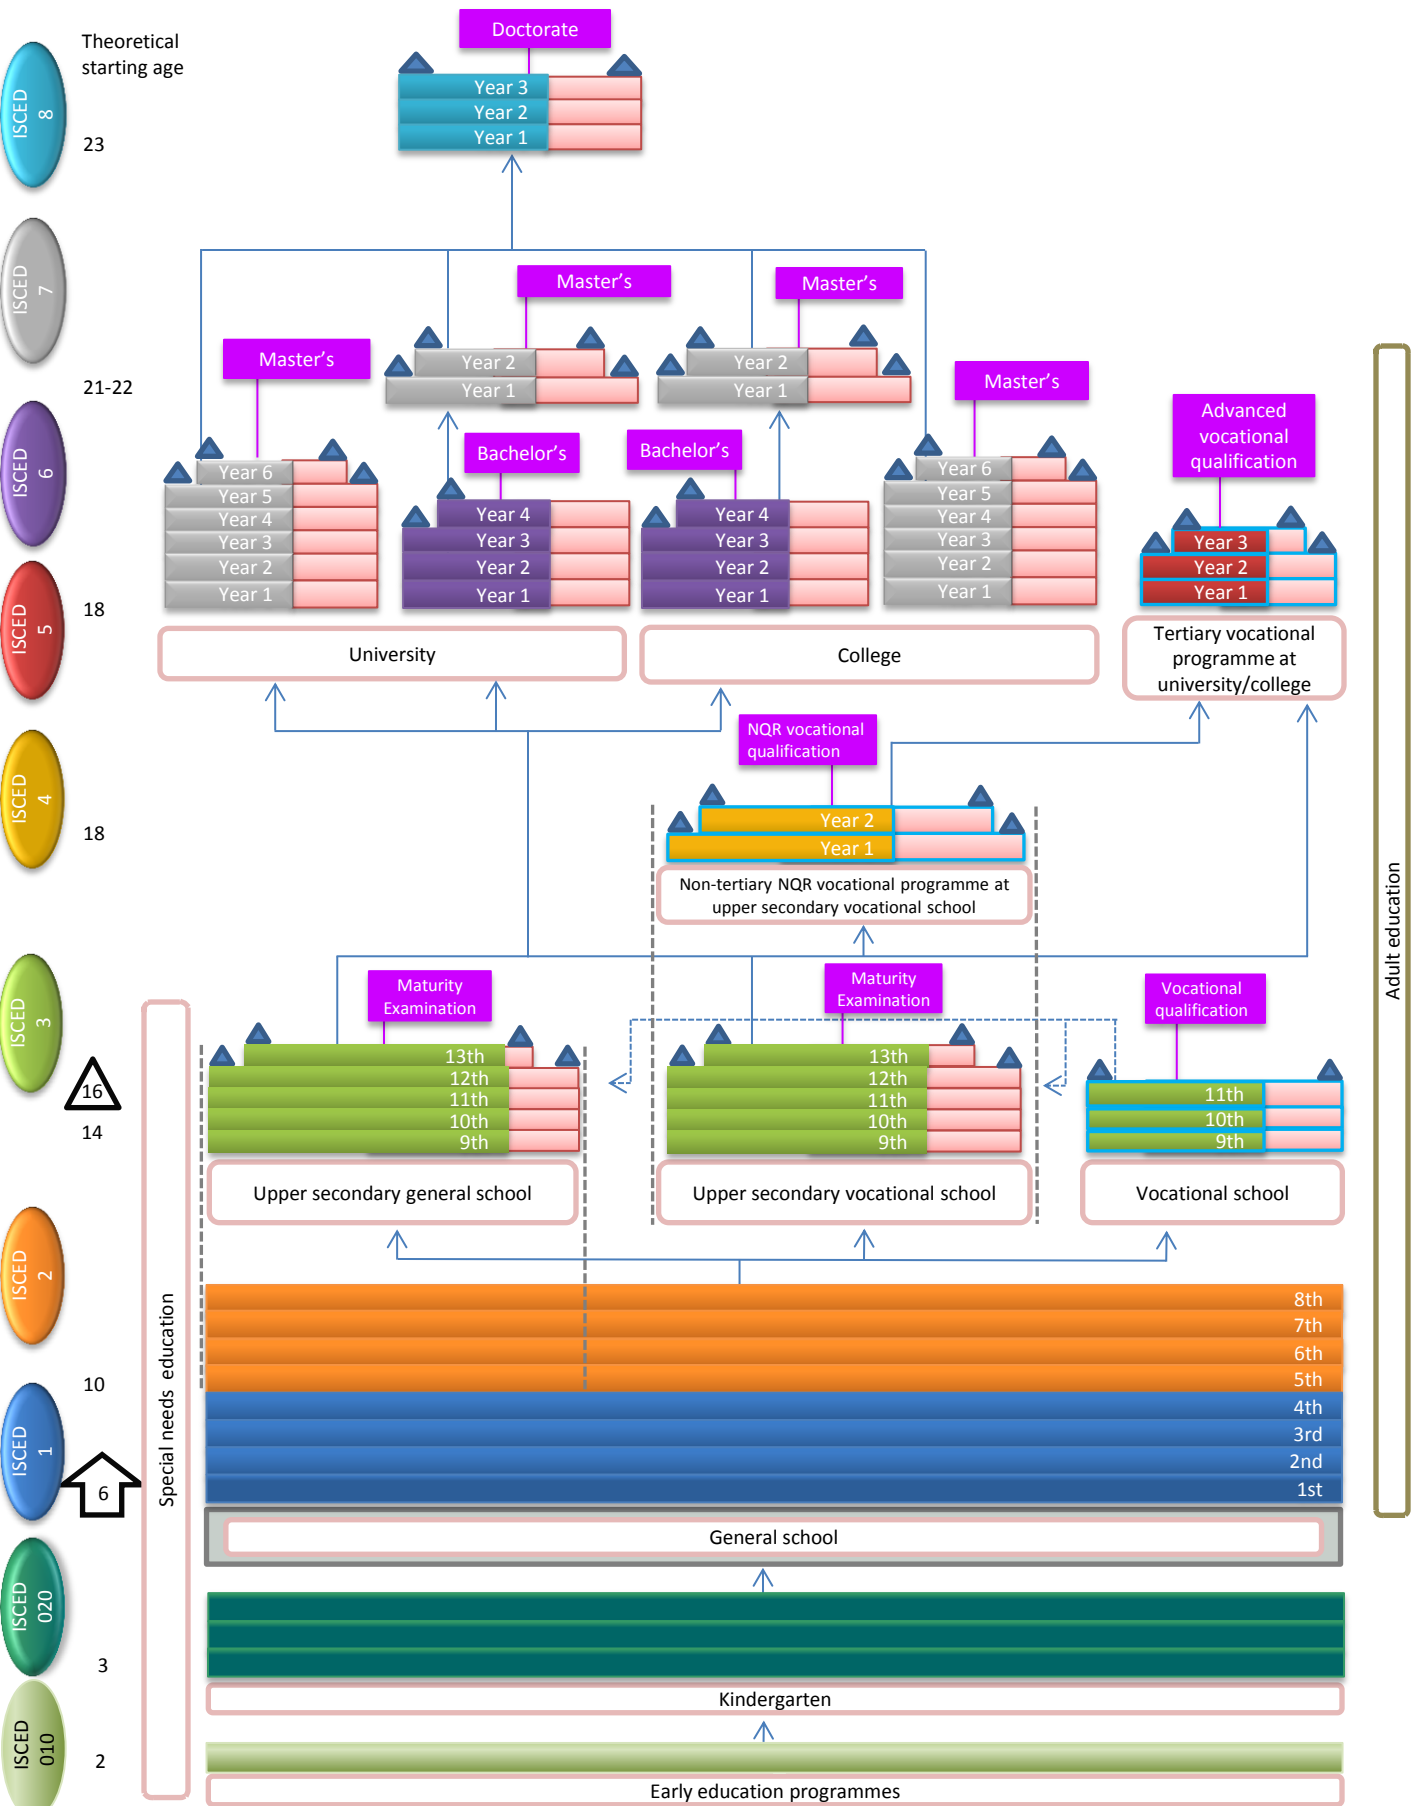 Theoretical
starting age
ISCED
8
23
Doctorate
Year 3
Year 2
Year 1
ISCED
7
21-22
Master's
Master's
Master's
Master's
Year 2
Year 1
Year 2
Year 1
ISCED
6
Bachelor's
Bachelor's
Advanced
vocational
qualification
Year 6
Year 5
Year 4
Year 3
Year 2
Year 1
Year 4
Year 3
Year 2
Year 1
Year 4
Year 3
Year 2
Year 1
Year 6
Year 5
Year 4
Year 3
Year 2
Year 1
Year 3
Year 2
Year 1
ISCED
5
18
University
College
Tertiary vocational
programme at
university/college
ISCED
4
18
NQR vocational
qualification
Year 2
Year 1
Non-tertiary NQR vocational programme at
upper secondary vocational school
Adult education
ISCED
3
16
14
Maturity
Examination
Maturity
Examination
Vocational
qualification
13th
12th
11th
10th
9th
13th
12th
11th
10th
9th
11th
10th
9th
Upper secondary general school
Upper secondary vocational school
Vocational school
ISCED
2
10
Special needs education
8th
7th
6th
5th
ISCED
1
6
4th
3rd
2nd
1st
General school
ISCED
020
3
Kindergarten
ISCED
010
2
Early education programmes